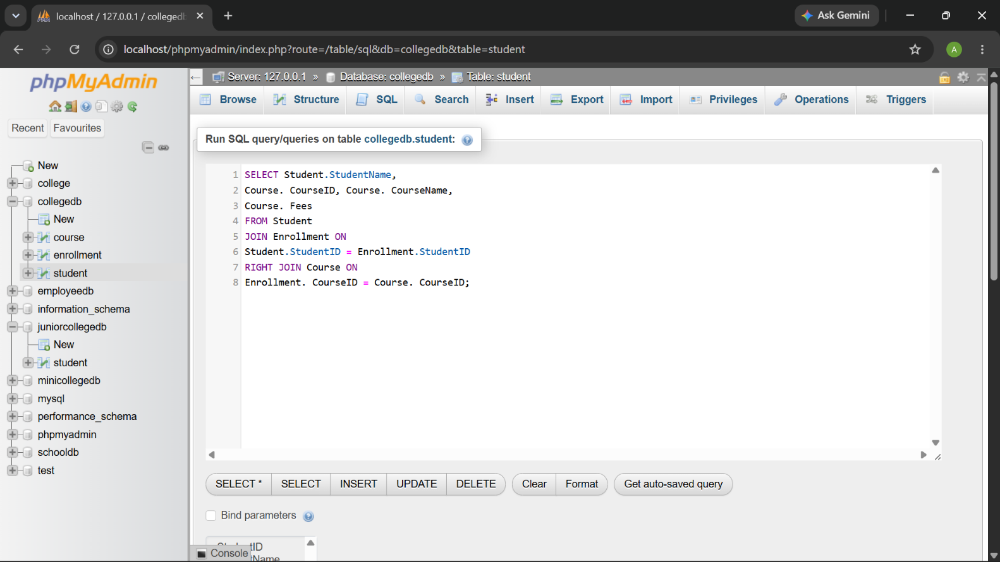 localhost / 127.0.0.1 / collegedb
Ask Gemini
localhost/phpmyadmin/index.php?route=/table/sql&db=collegedb&table=student
A
phpMyAdmin
Recent
Favourites
New
college
collegedb
New
course
enrollment
student
employeedb
information_schema
juniorcollegedb
New
student
minicollegedb
mysql
performance_schema
phpmyadmin
schooldb
test
Server: 127.0.0.1 » Database: collegedb » Table: student
Browse Structure SQL Search Insert Export Import Privileges Operations Triggers
Run SQL query/queries on table collegedb.student:
1 SELECT Student.StudentName,
2 Course. CourseID, Course. CourseName,
3 Course. Fees
4 FROM Student
5 JOIN Enrollment ON
6 Student.StudentID = Enrollment.StudentID
7 RIGHT JOIN Course ON
8 Enrollment. CourseID = Course. CourseID;
SELECT * SELECT INSERT UPDATE DELETE Clear Format Get auto-saved query
Bind parameters
Console